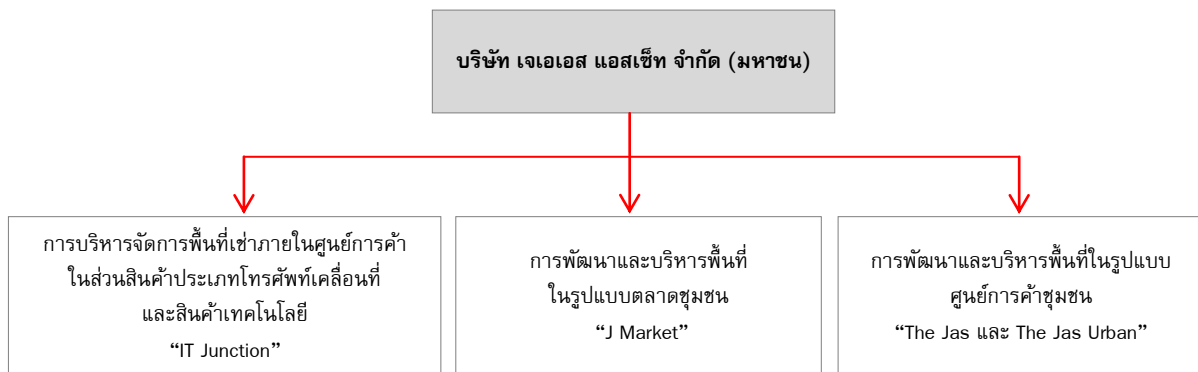 บริษัท เจเอเอส แอสเซ็ท จำกัด (มหาชน)
การบริหารจัดการพื้นที่เช่าภายในศูนย์การค้า
ในส่วนสินค้าประเภทโทรศัพท์เคลื่อนที่
และสินค้าเทคโนโลยี
“IT Junction”
การพัฒนาและบริหารพื้นที่
ในรูปแบบตลาดชุมชน
“J Market”
การพัฒนาและบริหารพื้นที่ในรูปแบบ
ศูนย์การค้าชุมชน
“The Jas และ The Jas Urban”